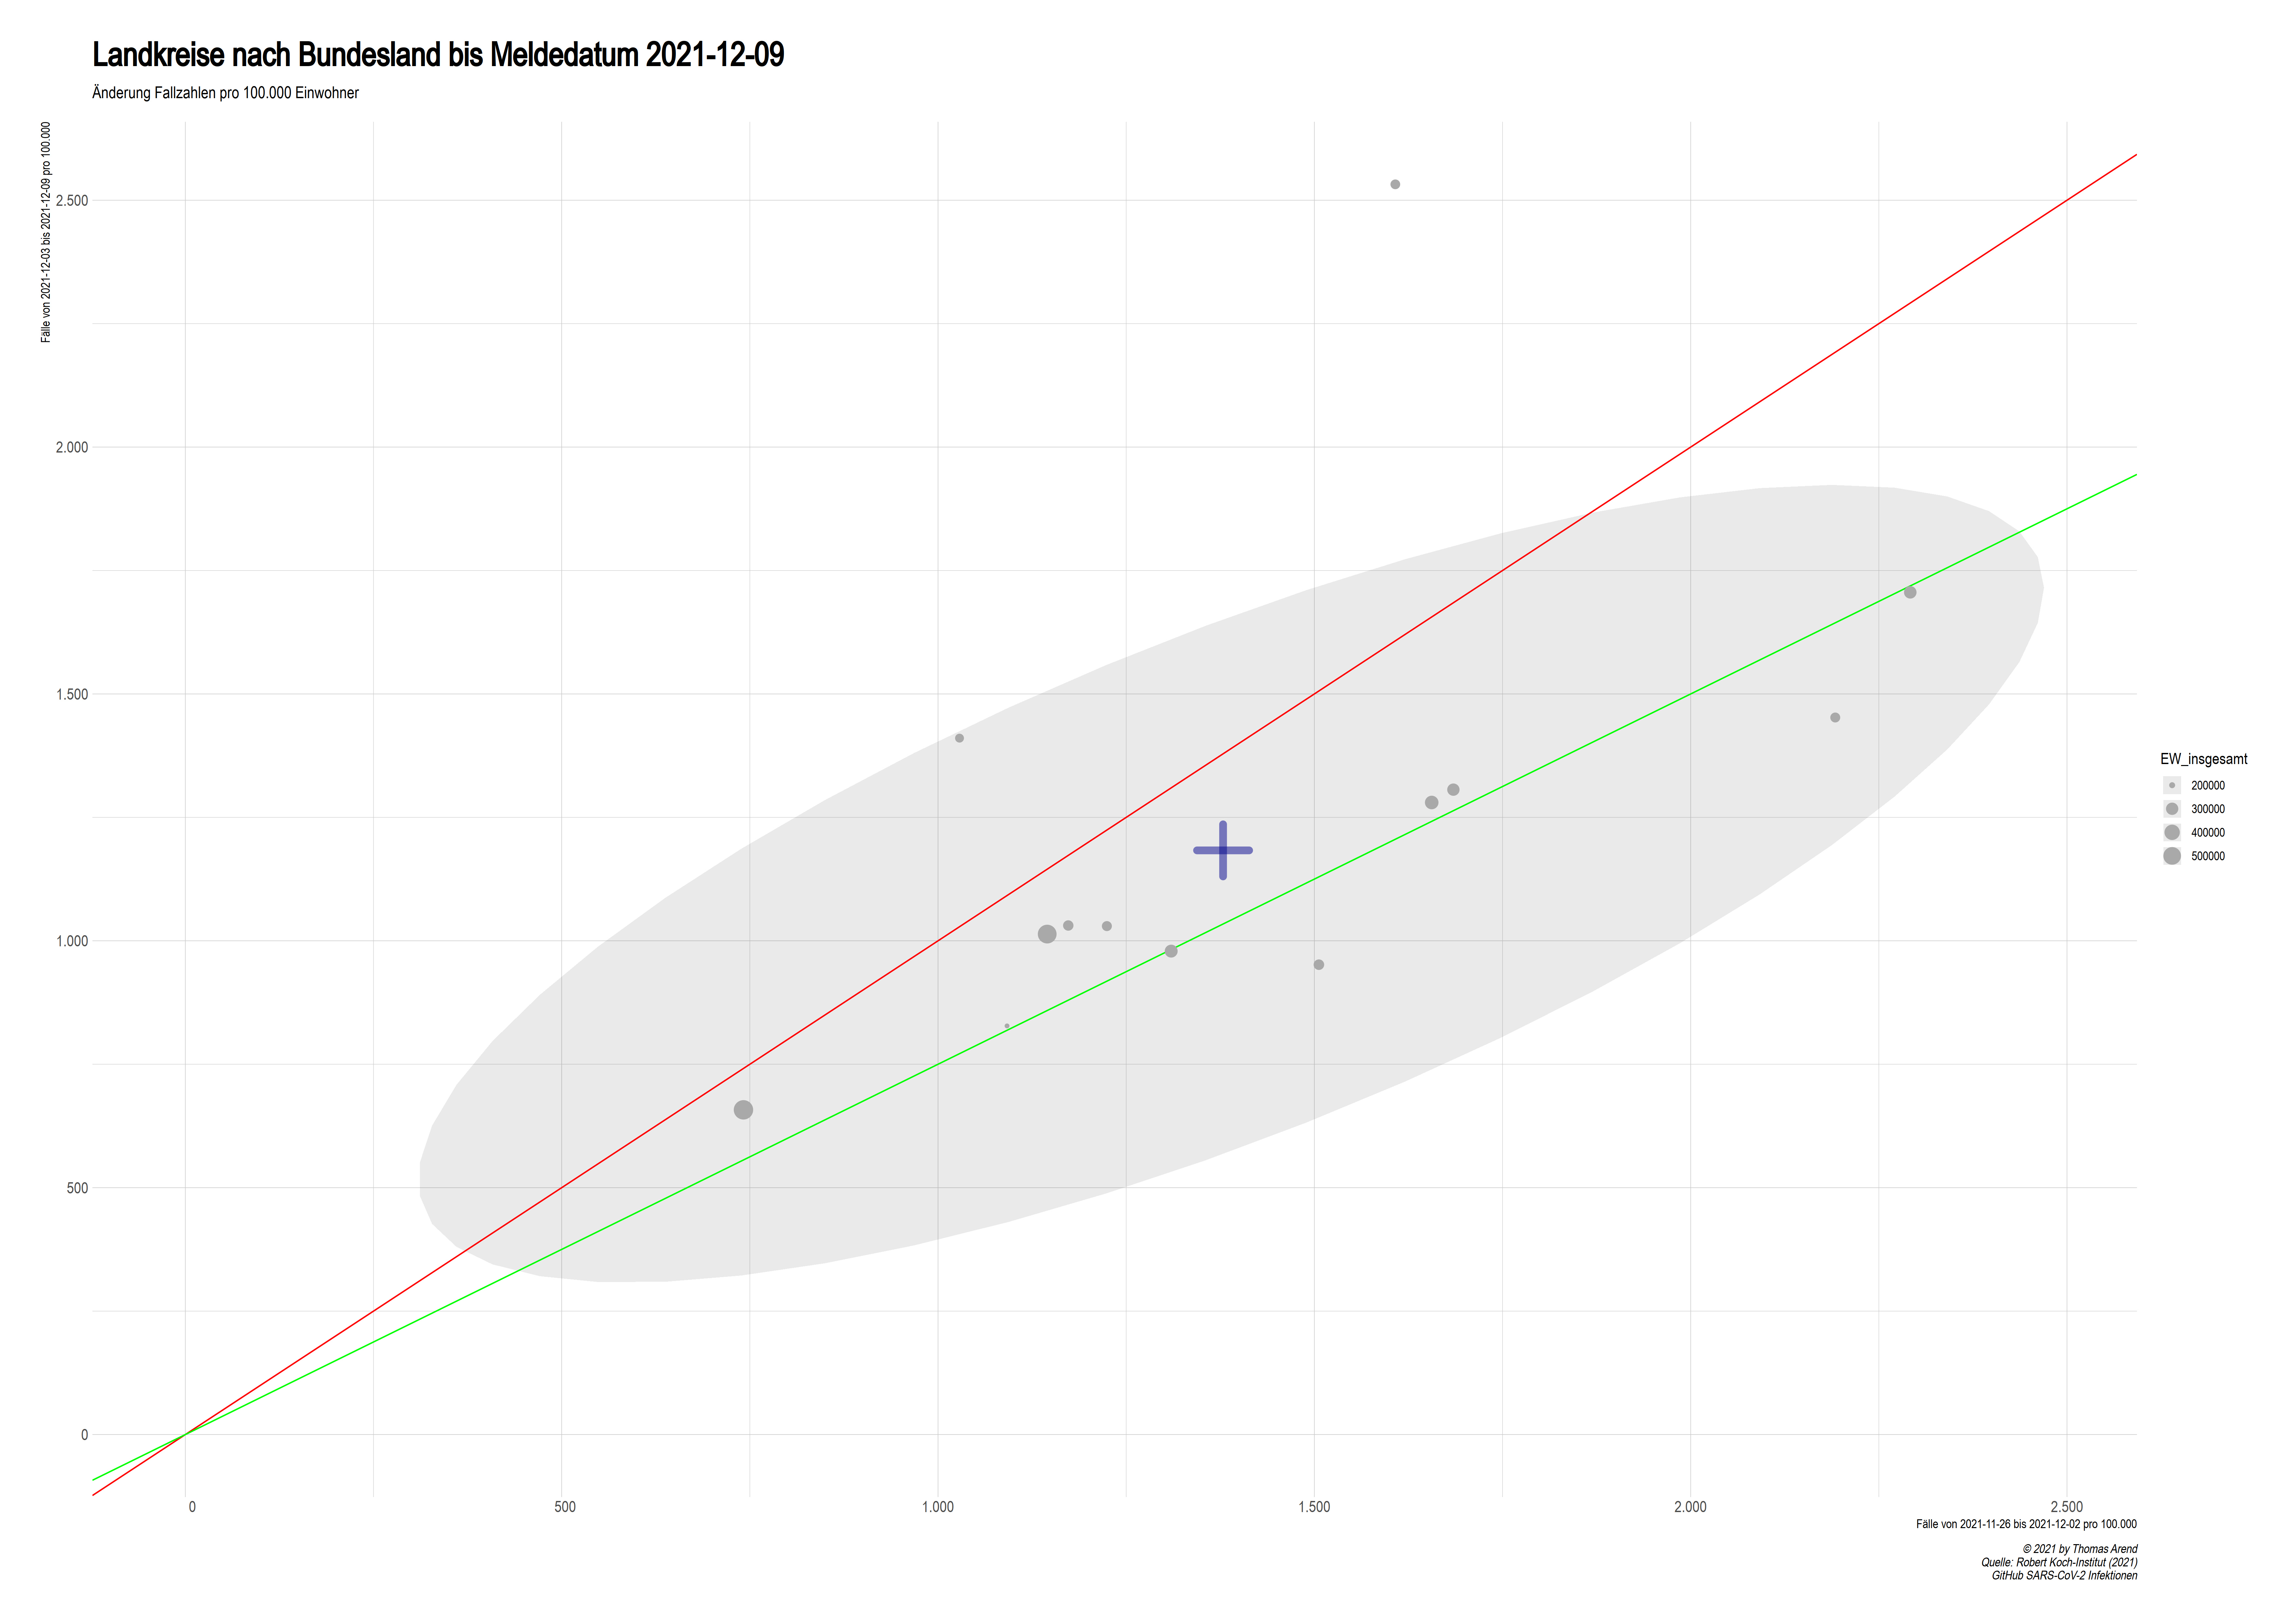 Landkreise nach Bundesland bis Meldedatum 2021-12-09
Änderung Fallzahlen pro 100.000 Einwohner
Fälle von 2021-12-03 bis 2021-12-09 pro 100.000
2.500
2.000
1.500
1.000
500
0
0
500
1.000
1.500
2.000
2.500
Fälle von 2021-11-26 bis 2021-12-02 pro 100.000
EW_insgesamt
200000
300000
400000
500000
© 2021 by Thomas Arend
Quelle: Robert Koch-Institut (2021)
GitHub SARS-CoV-2 Infektionen